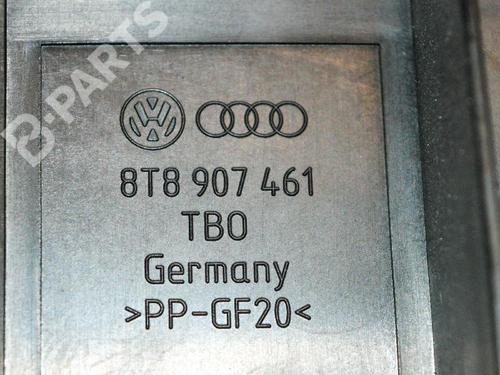 B-PARTS
8T8 907 461
TBO
Germany
>PP-GF20<